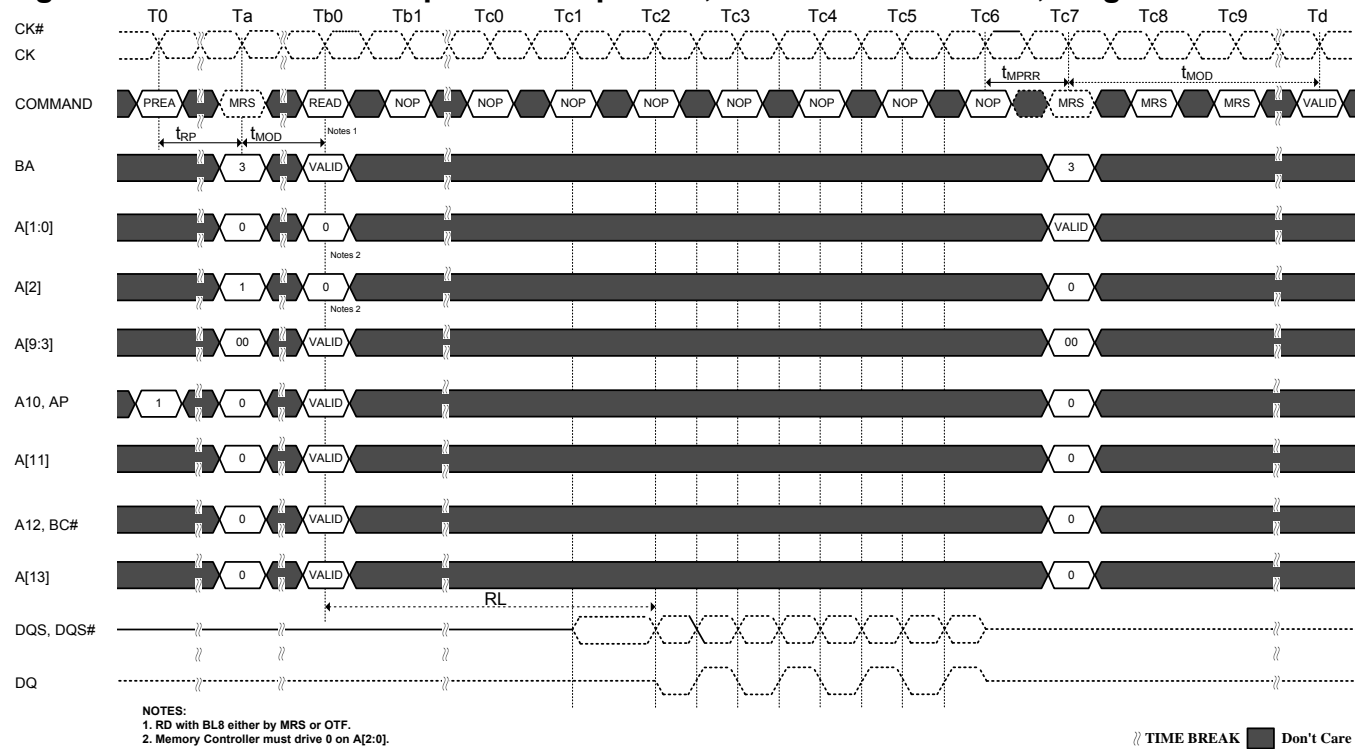 T0 Ta Tb0 Tb1 Tc0 Tc1 Tc2 Tc3 Tc4 Tc5 Tc6 Tc7 Tc8 Tc9 Td
CK#
CK
tMPRR tMOD
COMMAND PREA MRS READ NOP NOP NOP NOP NOP NOP NOP NOP MRS MRS MRS VALID
tRP tMOD Notes 1
BA 3 VALID 3
A[1:0] 0 0 VALID
Notes 2
A[2] 1 0 0
Notes 2
A[9:3] 00 VALID 00
A10, AP 1 0 VALID 0
A[11] 0 VALID 0
A12, BC# 0 VALID 0
A[13] 0 VALID 0
RL
DQS, DQS#
DQ
NOTES:
1. RD with BL8 either by MRS or OTF.
2. Memory Controller must drive 0 on A[2:0].
TIME BREAK Don't Care